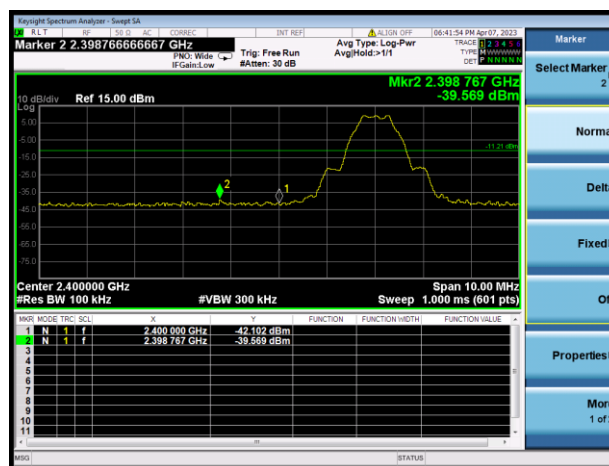 Keysight Spectrum Analyzer - Swept SA
RLT RF 50 Ω AC CORREC INT REF ALIGN OFF 06:41:54 PM Apr 07, 2023
Marker 2 2.398766666667 GHz
PNO: Wide
IFGain:Low
Trig: Free Run
#Atten: 30 dB
Avg Type: Log-Pwr
Avg|Hold:>1/1
TRACE 1 2 3 4 5 6
TYPE MWWWWW
DET P N N N N N
Mkr2 2.398 767 GHz
-39.569 dBm
10 dB/div Ref 15.00 dBm
Log
5.00
-5.00
-11.21 dBm
-15.0
-25.0
-35.0
2
1
-45.0
-55.0
-65.0
-75.0
Center 2.400000 GHz Span 10.00 MHz
#Res BW 100 kHz #VBW 300 kHz Sweep 1.000 ms (601 pts)
MKR MODE TRC SCL X Y FUNCTION FUNCTION WIDTH FUNCTION VALUE
1 N 1 f 2.400 000 GHz -42.102 dBm
2 N 1 f 2.398 767 GHz -39.569 dBm
3
4
5
6
7
8
9
10
11
MSG STATUS
Marker
Select Marker
2
Norma
Delt
Fixed
Of
Properties
More
1 of